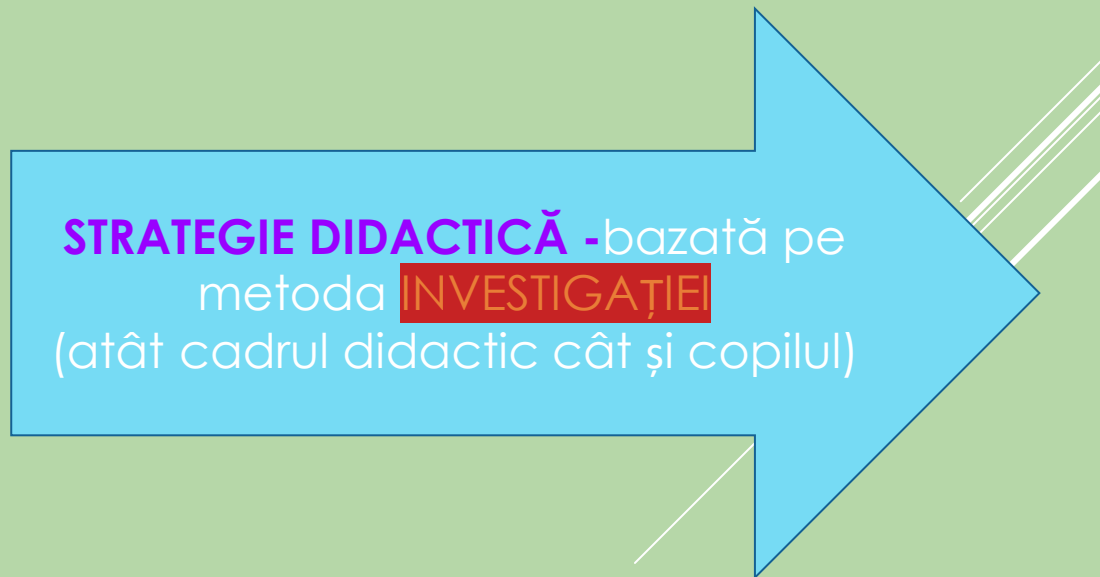 STRATEGIE DIDACTICĂ -bazată pe
metoda INVESTIGAȚIEI
(atât cadrul didactic cât și copilul)